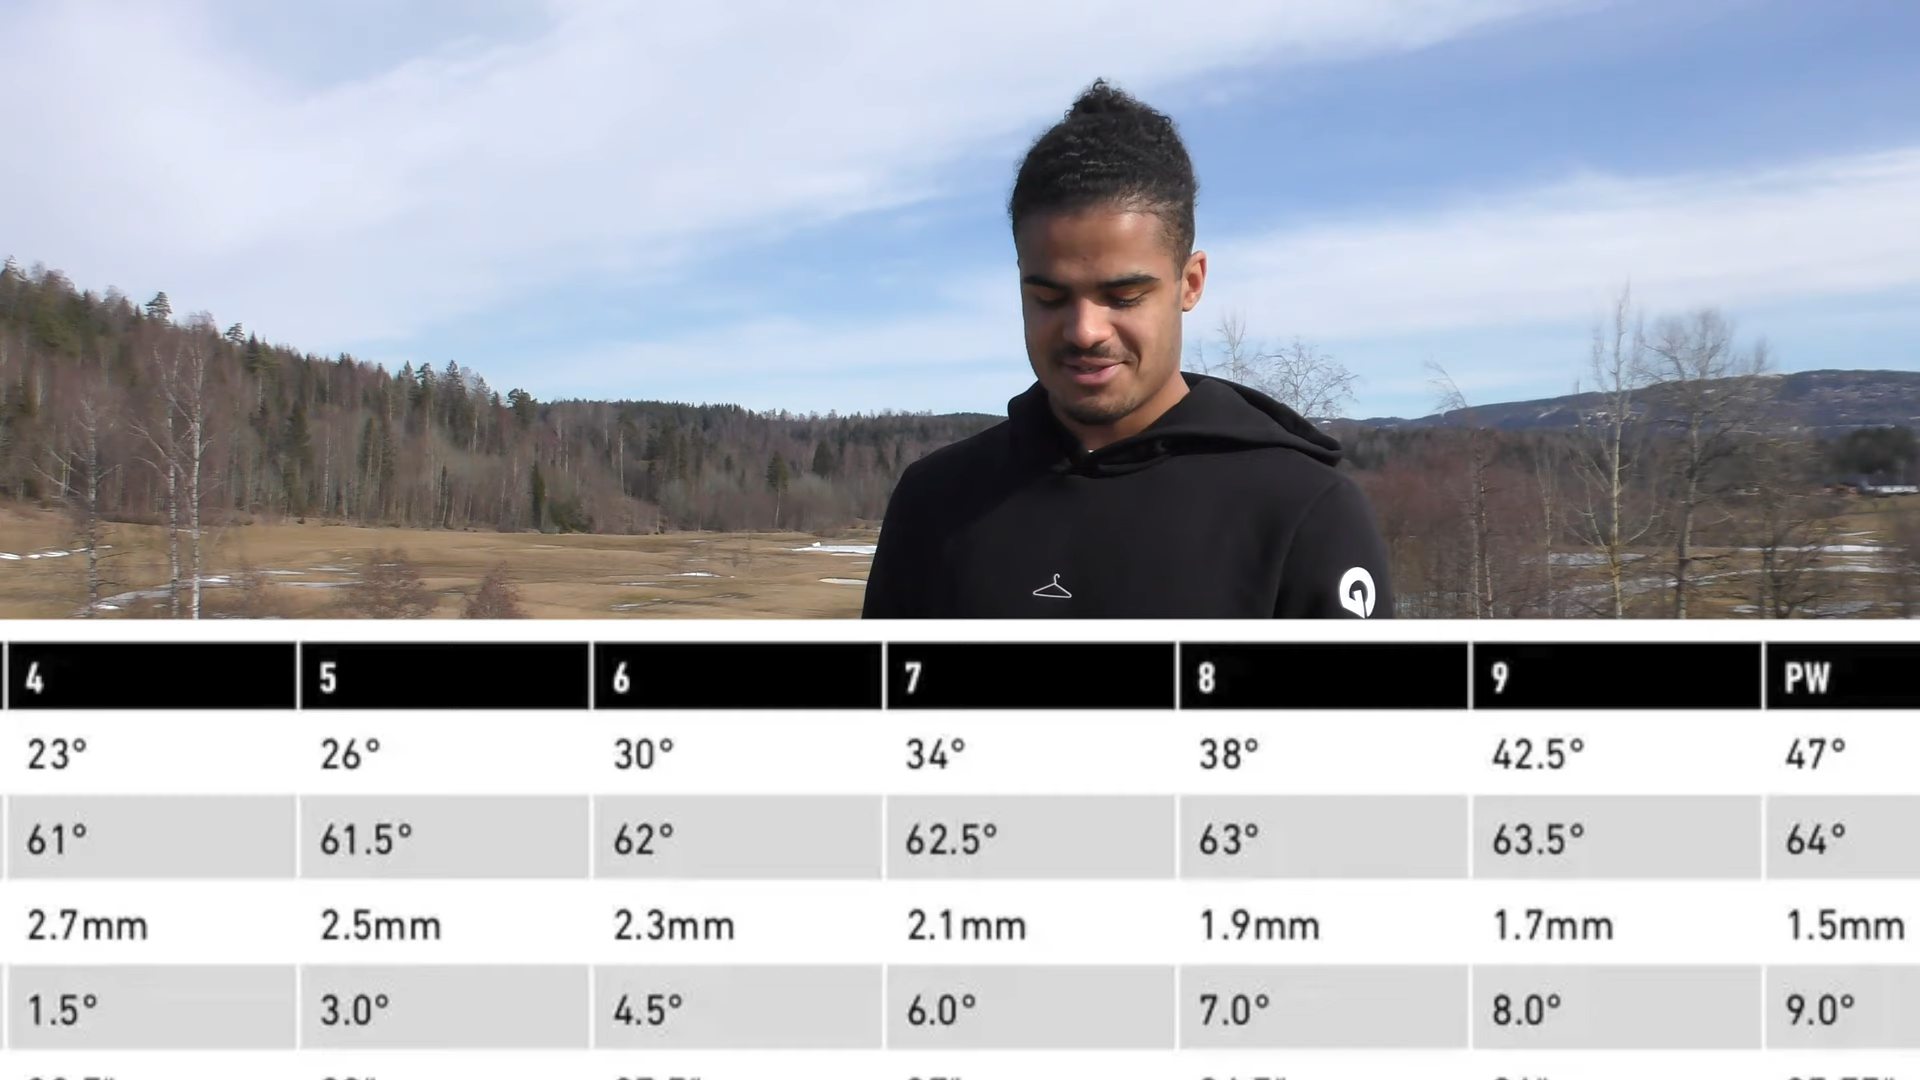 4 5 6 7 8 9 PW
23° 26° 30° 34° 38° 42.5° 47°
61° 61.5° 62° 62.5° 63° 63.5° 64°
2.7mm 2.5mm 2.3mm 2.1mm 1.9mm 1.7mm 1.5mm
1.5° 3.0° 4.5° 6.0° 7.0° 8.0° 9.0°